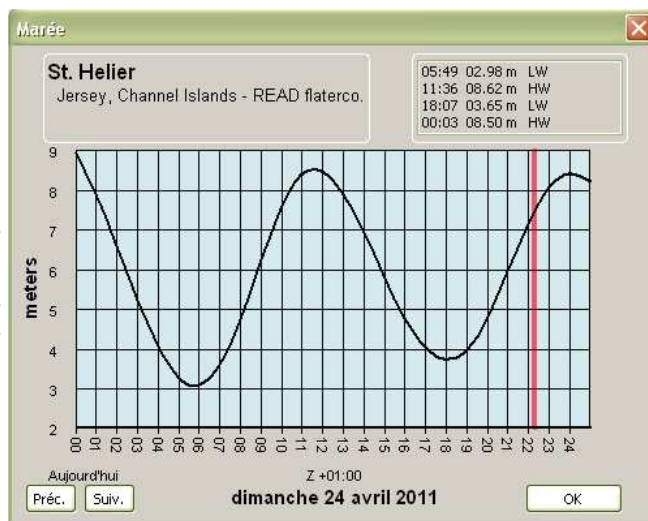 Marée
St. Helier
Jersey, Channel Islands - READ flaterco.
05:49 02.98 m LW
11:36 08.62 m HW
18:07 03.65 m LW
00:03 08.50 m HW
9
8
7
6
5
4
3
2
meters
00 01 02 03 04 05 06 07 08 09 10 11 12 13 14 15 16 17 18 19 20 21 22 23 24
Aujourd'hui
Z +01:00
Préc. Suiv. dimanche 24 avril 2011 OK